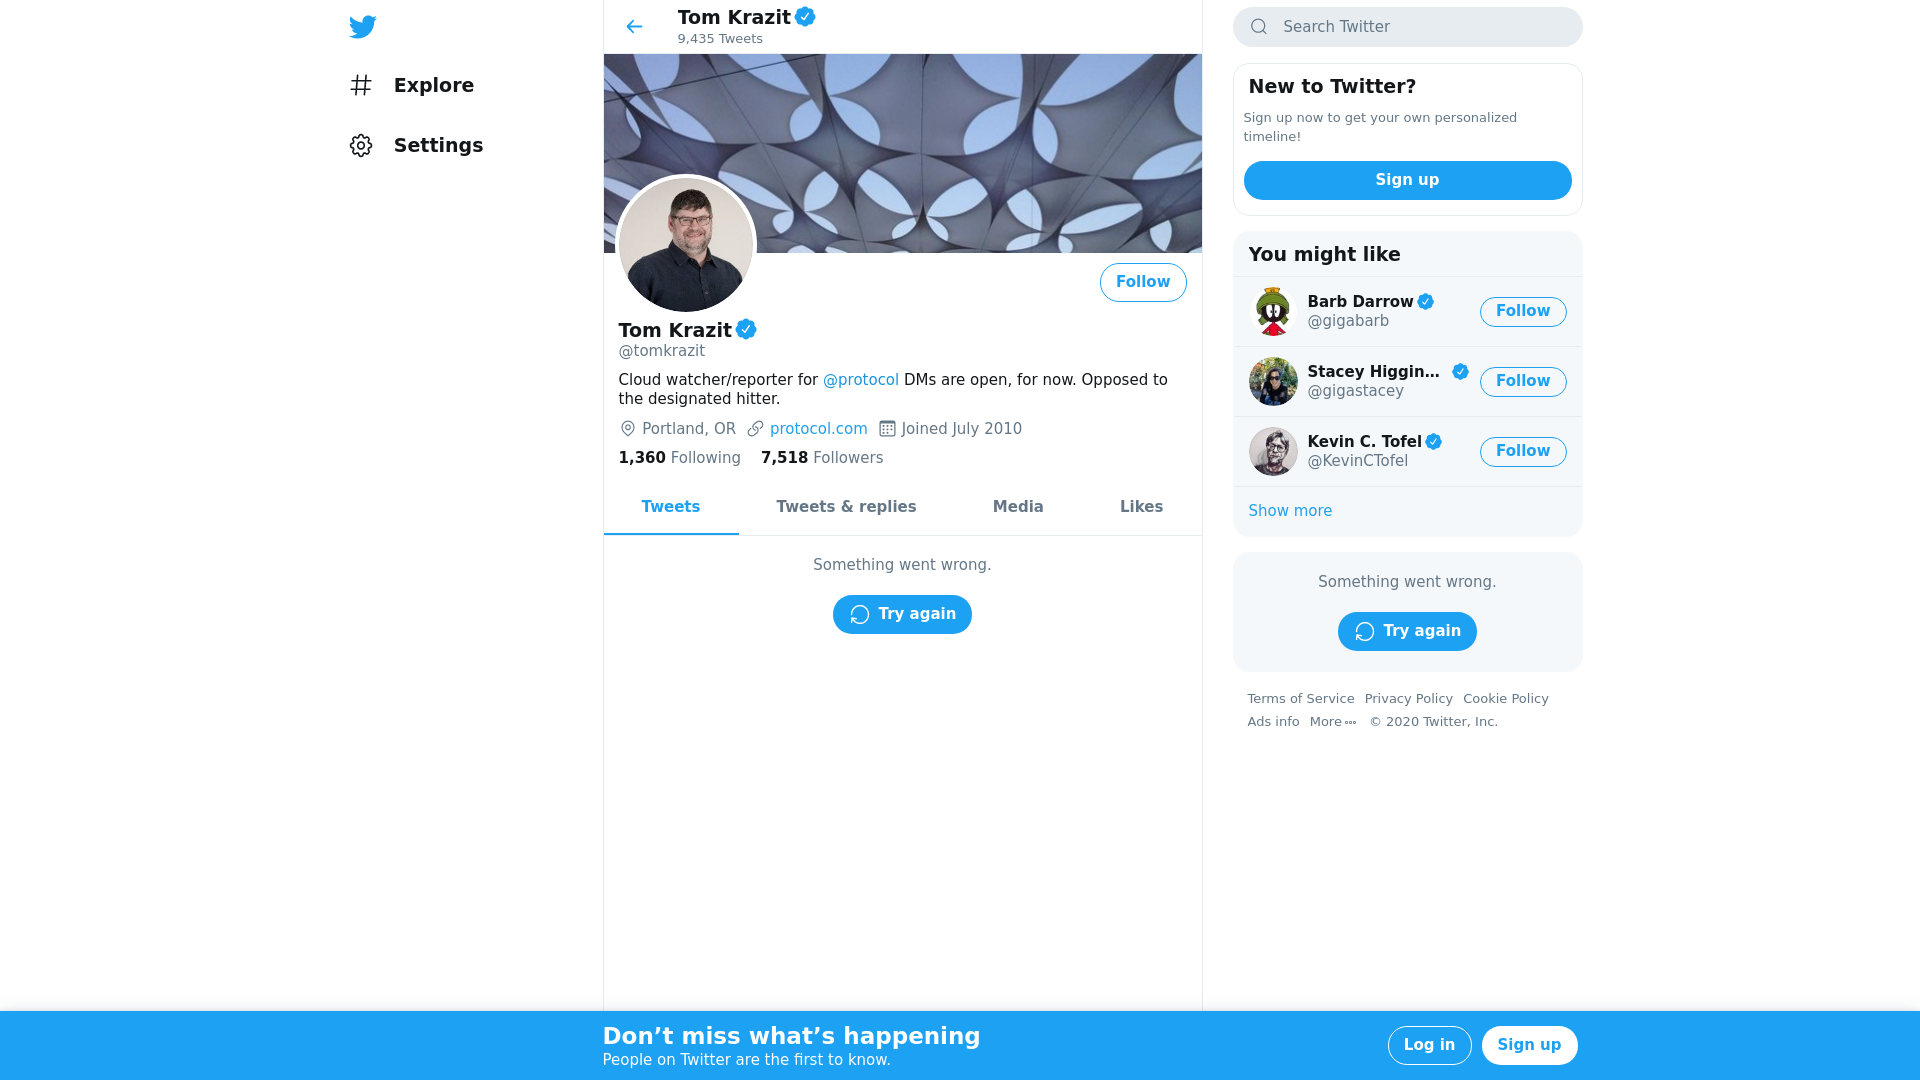 Explore
Settings
Tom Krazit
9,435 Tweets
Follow
Tom Krazit
@tomkrazit
Cloud watcher/reporter for @protocol DMs are open, for now. Opposed to
the designated hitter.
Portland, OR protocol.com Joined July 2010
1,360 Following 7,518 Followers
Tweets Tweets & replies Media Likes
Something went wrong.
Try again
Search Twitter
New to Twitter?
Sign up now to get your own personalized
timeline!
Sign up
You might like
Barb Darrow
@gigabarb
Follow
Stacey Higgin…
@gigastacey
Follow
Kevin C. Tofel
@KevinCTofel
Follow
Show more
Something went wrong.
Try again
Terms of Service Privacy Policy Cookie Policy
Ads info More © 2020 Twitter, Inc.
Don’t miss what’s happening
People on Twitter are the first to know.
Log in Sign up